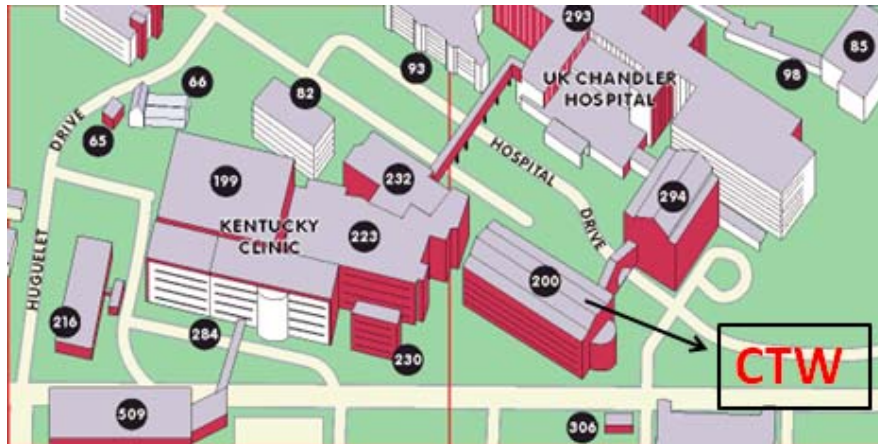 293
85
93
98
66
82
UK CHANDLER
HOSPITAL
DRIVE
65
HOSPITAL
199
232
294
KENTUCKY
CLINIC
223
DRIVE
HUGUELET
200
216
284
230
CTW
509
306